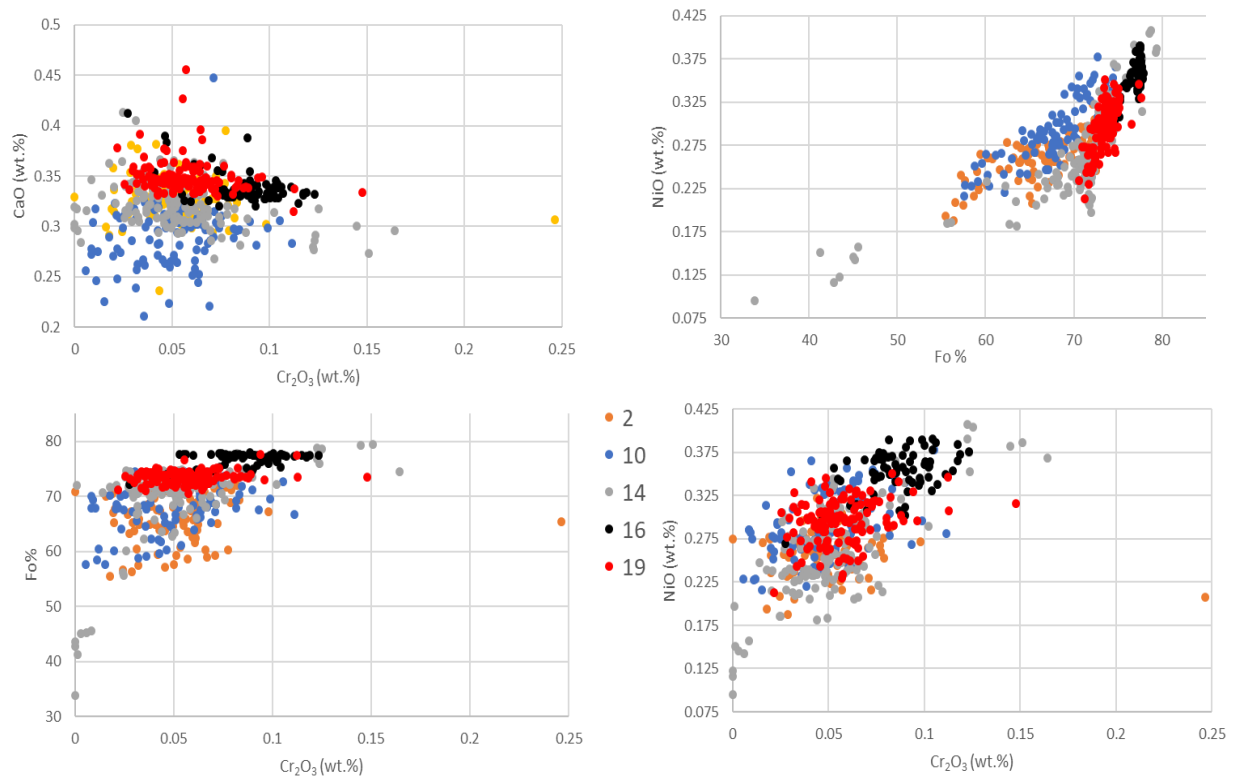 0.5
0.45
0.4
0.35
0.3
0.25
0.2
CaO (wt.%)
0 0.05 0.1 0.15 0.2 0.25
Cr₂O₃ (wt.%)
0.425
0.375
0.325
0.275
0.225
0.175
0.125
0.075
NiO (wt.%)
30 40 50 60 70 80
Fo %
80
70
60
50
40
30
Fo%
0 0.05 0.1 0.15 0.2 0.25
Cr₂O₃ (wt.%)
2
10
14
16
19
0.425
0.375
0.325
0.275
0.225
0.175
0.125
0.075
NiO (wt.%)
0 0.05 0.1 0.15 0.2 0.25
Cr₂O₃ (wt.%)